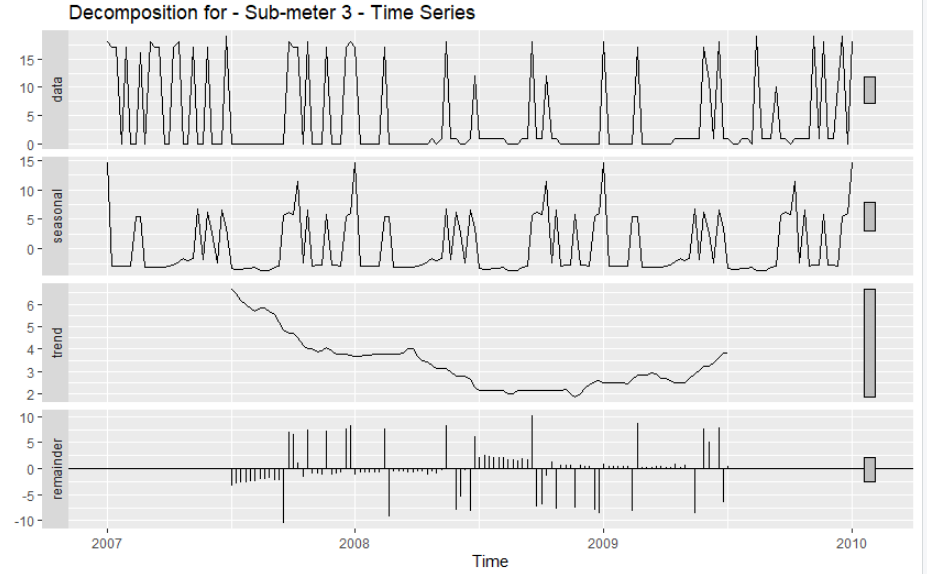 Decomposition for - Sub-meter 3 - Time Series
data
15
10
5
0
seasonal
15
10
5
0
trend
6
5
4
3
2
remainder
10
5
0
-5
-10
2007 2008 2009 2010
Time